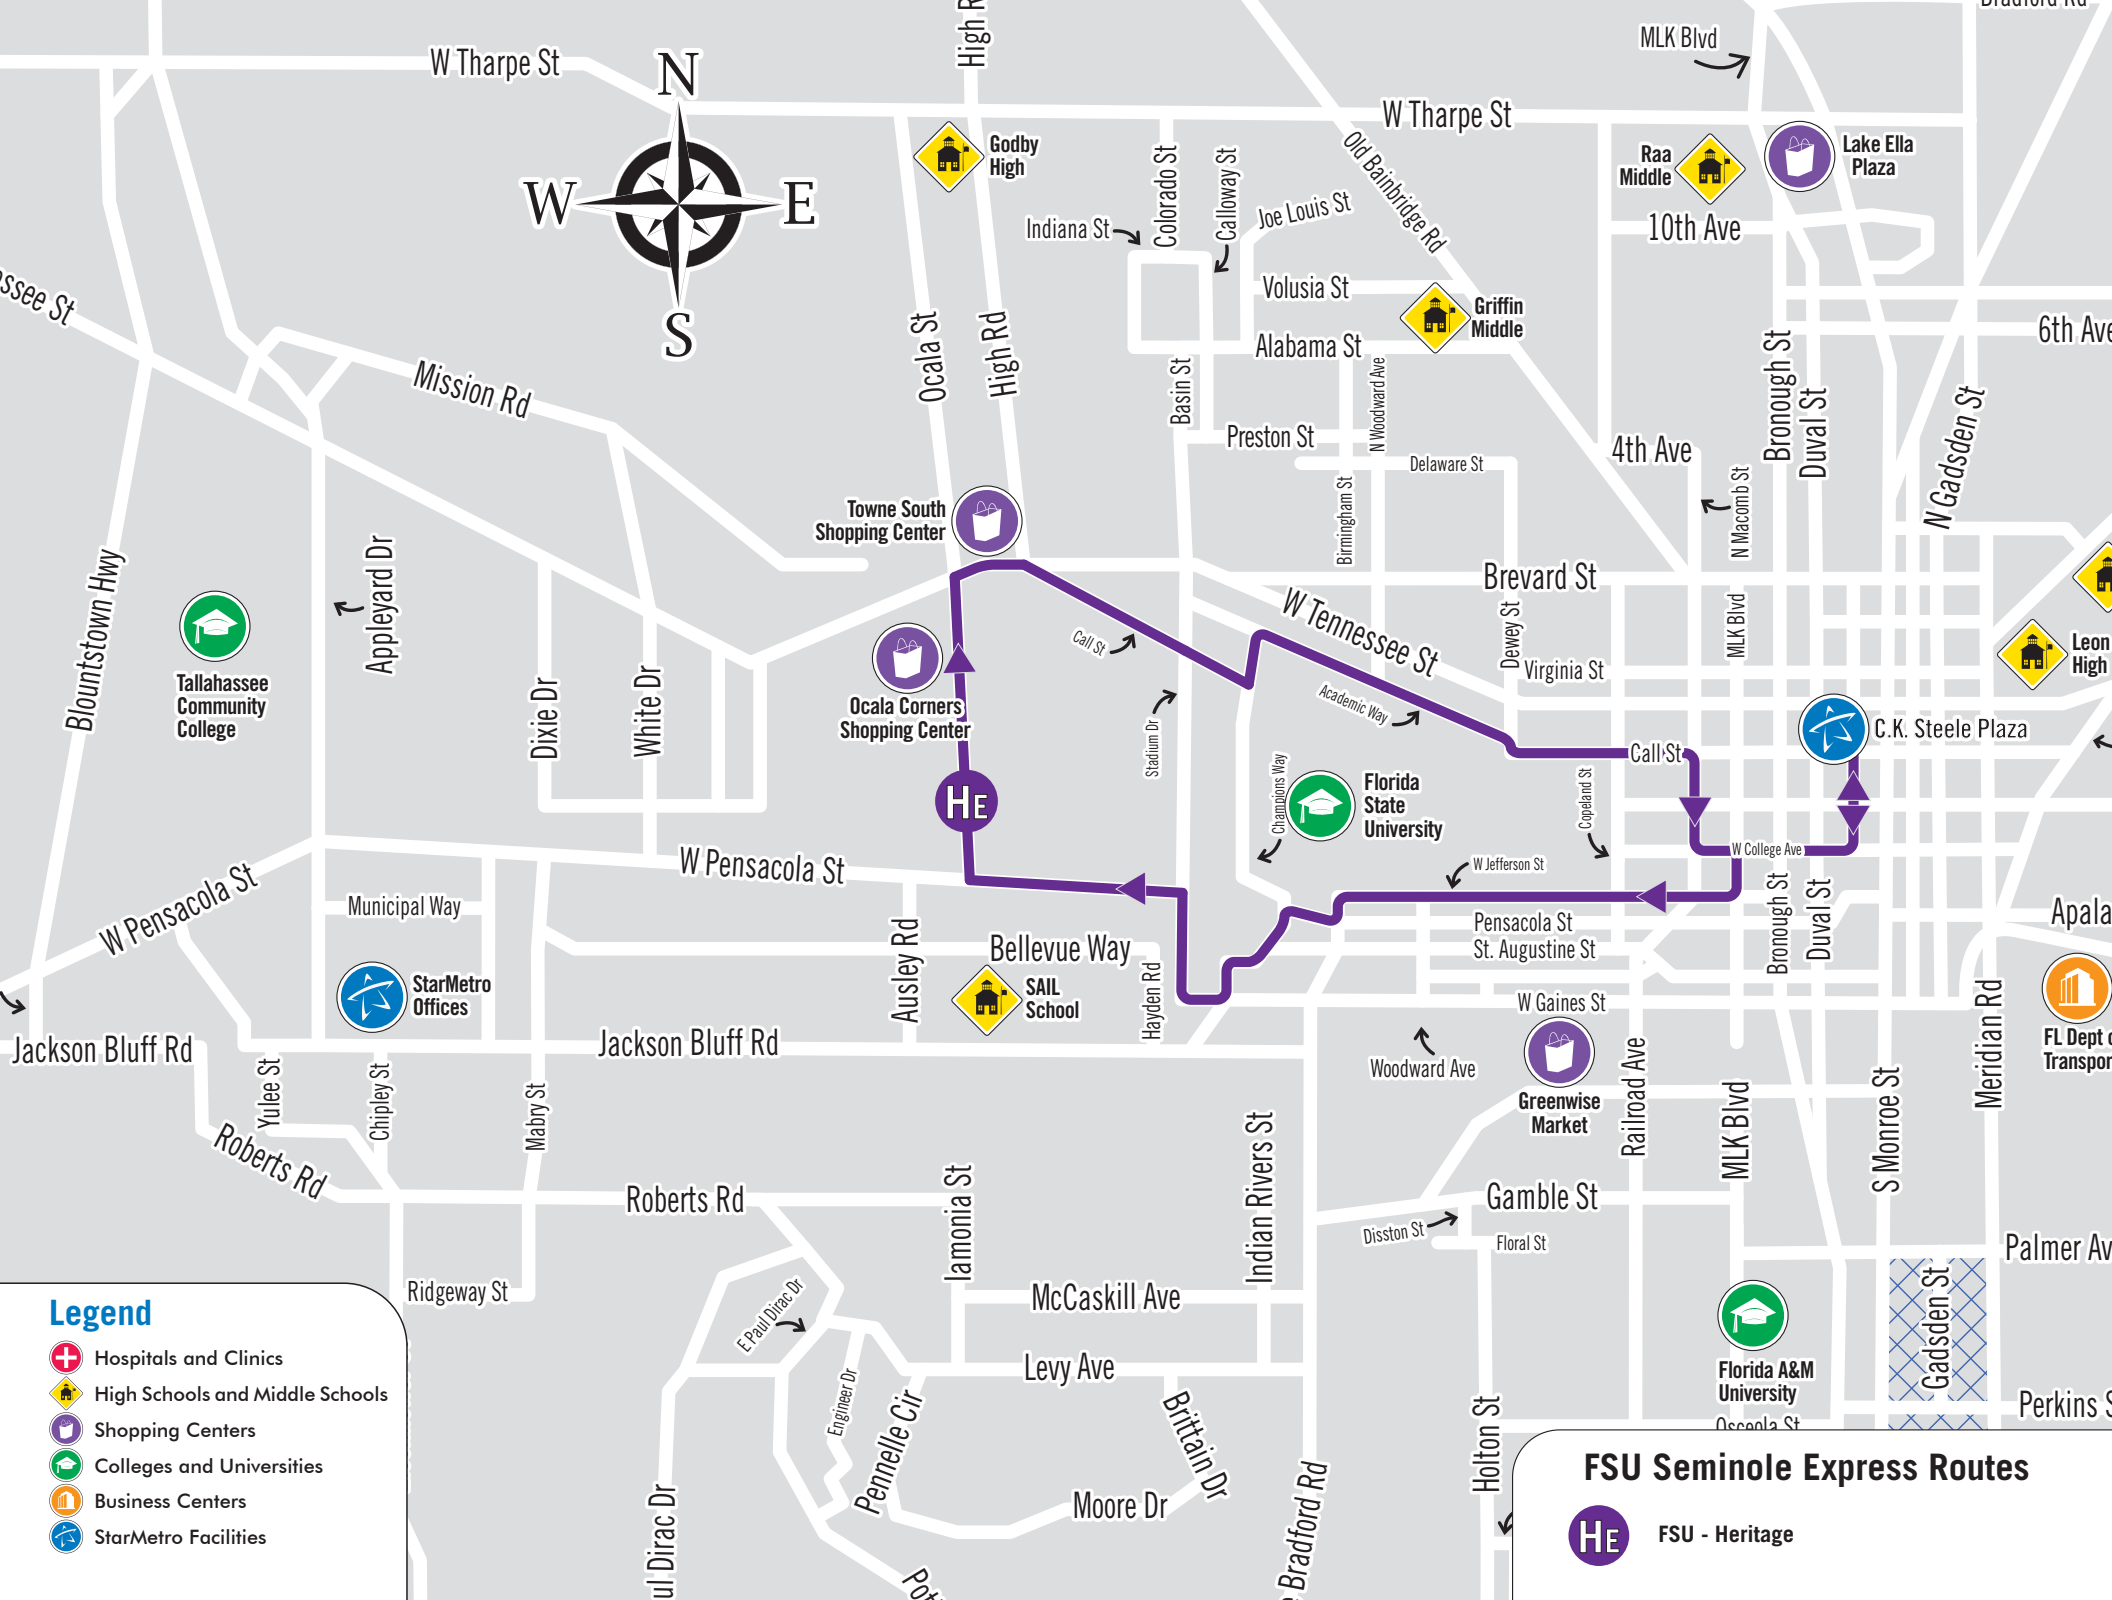 Bradford Rd
High R
MLK Blvd
W Tharpe St
N
W Tharpe St
Godby
High
Raa
Middle
Lake Ella
Plaza
W
E
S
Colorado St
Calloway St
Old Bainbridge Rd
Joe Louis St
Indiana St
10th Ave
ssee St
Volusia St
Griffin
Middle
6th Ave
Alabama St
Ocala St
High Rd
Mission Rd
Basin St
N Woodward Ave
Bronough St
Duval St
N Gadsden St
Preston St
4th Ave
Delaware St
Towne South
Shopping Center
Birmingham St
N Macomb St
Blountstown Hwy
Appleyard Dr
Brevard St
W Tennessee St
Call St
Dewey St
MLK Blvd
Virginia St
Leon
High
Tallahassee
Community
College
Dixie Dr
White Dr
Ocala Corners
Shopping Center
Stadium Dr
Academic Way
C.K. Steele Plaza
Call St
Champions Way
Florida
State
University
Copeland St
HE
W College Ave
W Jefferson St
W Pensacola St
W Pensacola St
Municipal Way
Bronough St
Duval St
Apala
Pensacola St
St. Augustine St
Ausley Rd
Bellevue Way
Hayden Rd
StarMetro
Offices
SAIL
School
W Gaines St
Meridian Rd
FL Dept o
Transpor
Jackson Bluff Rd
Jackson Bluff Rd
Woodward Ave
Greenwise
Market
Railroad Ave
MLK Blvd
S Monroe St
Yulee St
Chipley St
Mabry St
Roberts Rd
Roberts Rd
Iamonia St
Indian Rivers St
Gamble St
Disston St
Floral St
Palmer Av
Ridgeway St
McCaskill Ave
E Paul Dirac Dr
Gadsden St
Levy Ave
Engineer Dr
Pennelle Cir
Brittain Dr
Florida A&M
University
Perkins S
Osceola St
Holton St
Moore Dr
ul Dirac Dr
Bradford Rd
Pot
Legend
Hospitals and Clinics
High Schools and Middle Schools
Shopping Centers
Colleges and Universities
Business Centers
StarMetro Facilities
FSU Seminole Express Routes
HE
FSU - Heritage